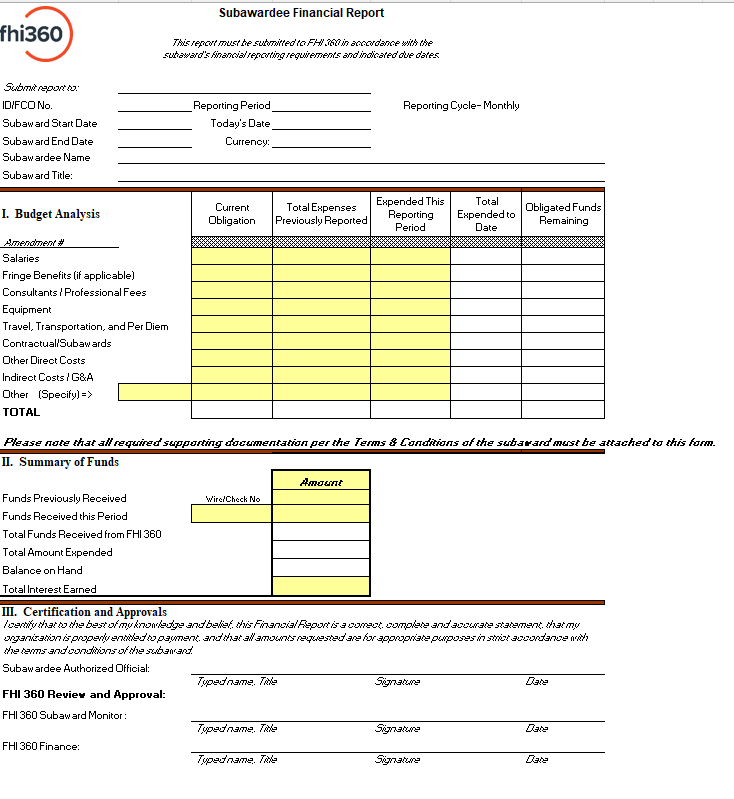 Subawardee Financial Report
fhi360
This report must be submitted to FHI 360 in accordance with the
subaward's financial reporting requirements and indicated due dates.
Submit report to:
ID/FCO No. Reporting Period Reporting Cycle- Monthly
Subaward Start Date Today's Date
Subaward End Date Currency:
Subawardee Name
Subaward Title:
I. Budget Analysis
Current Obligation
Total Expenses Previously Reported
Expended This Reporting Period
Total Expended to Date
Obligated Funds Remaining
Amendment #
Salaries
Fringe Benefits (if applicable)
Consultants / Professional Fees
Equipment
Travel, Transportation, and Per Diem
Contractual/Subawards
Other Direct Costs
Indirect Costs / G&A
Other (Specify) =>
TOTAL
Please note that all required supporting documentation per the Terms & Conditions of the subaward must be attached to this form.
II. Summary of Funds
Amount
Funds Previously Received Wire/Check No
Funds Received this Period
Total Funds Received from FHI 360
Total Amount Expended
Balance on Hand
Total Interest Earned
III. Certification and Approvals
I certify that to the best of my knowledge and belief, this Financial Report is a correct, complete and accurate statement, that my
organization is properly entitled to payment, and that all amounts requested are for appropriate purposes in strict accordance with
the terms and conditions of the subaward.
Subawardee Authorized Official:
Typed name, Title Signature Date
FHI 360 Review and Approval:
FHI 360 Subaward Monitor:
Typed name, Title Signature Date
FHI 360 Finance:
Typed name, Title Signature Date